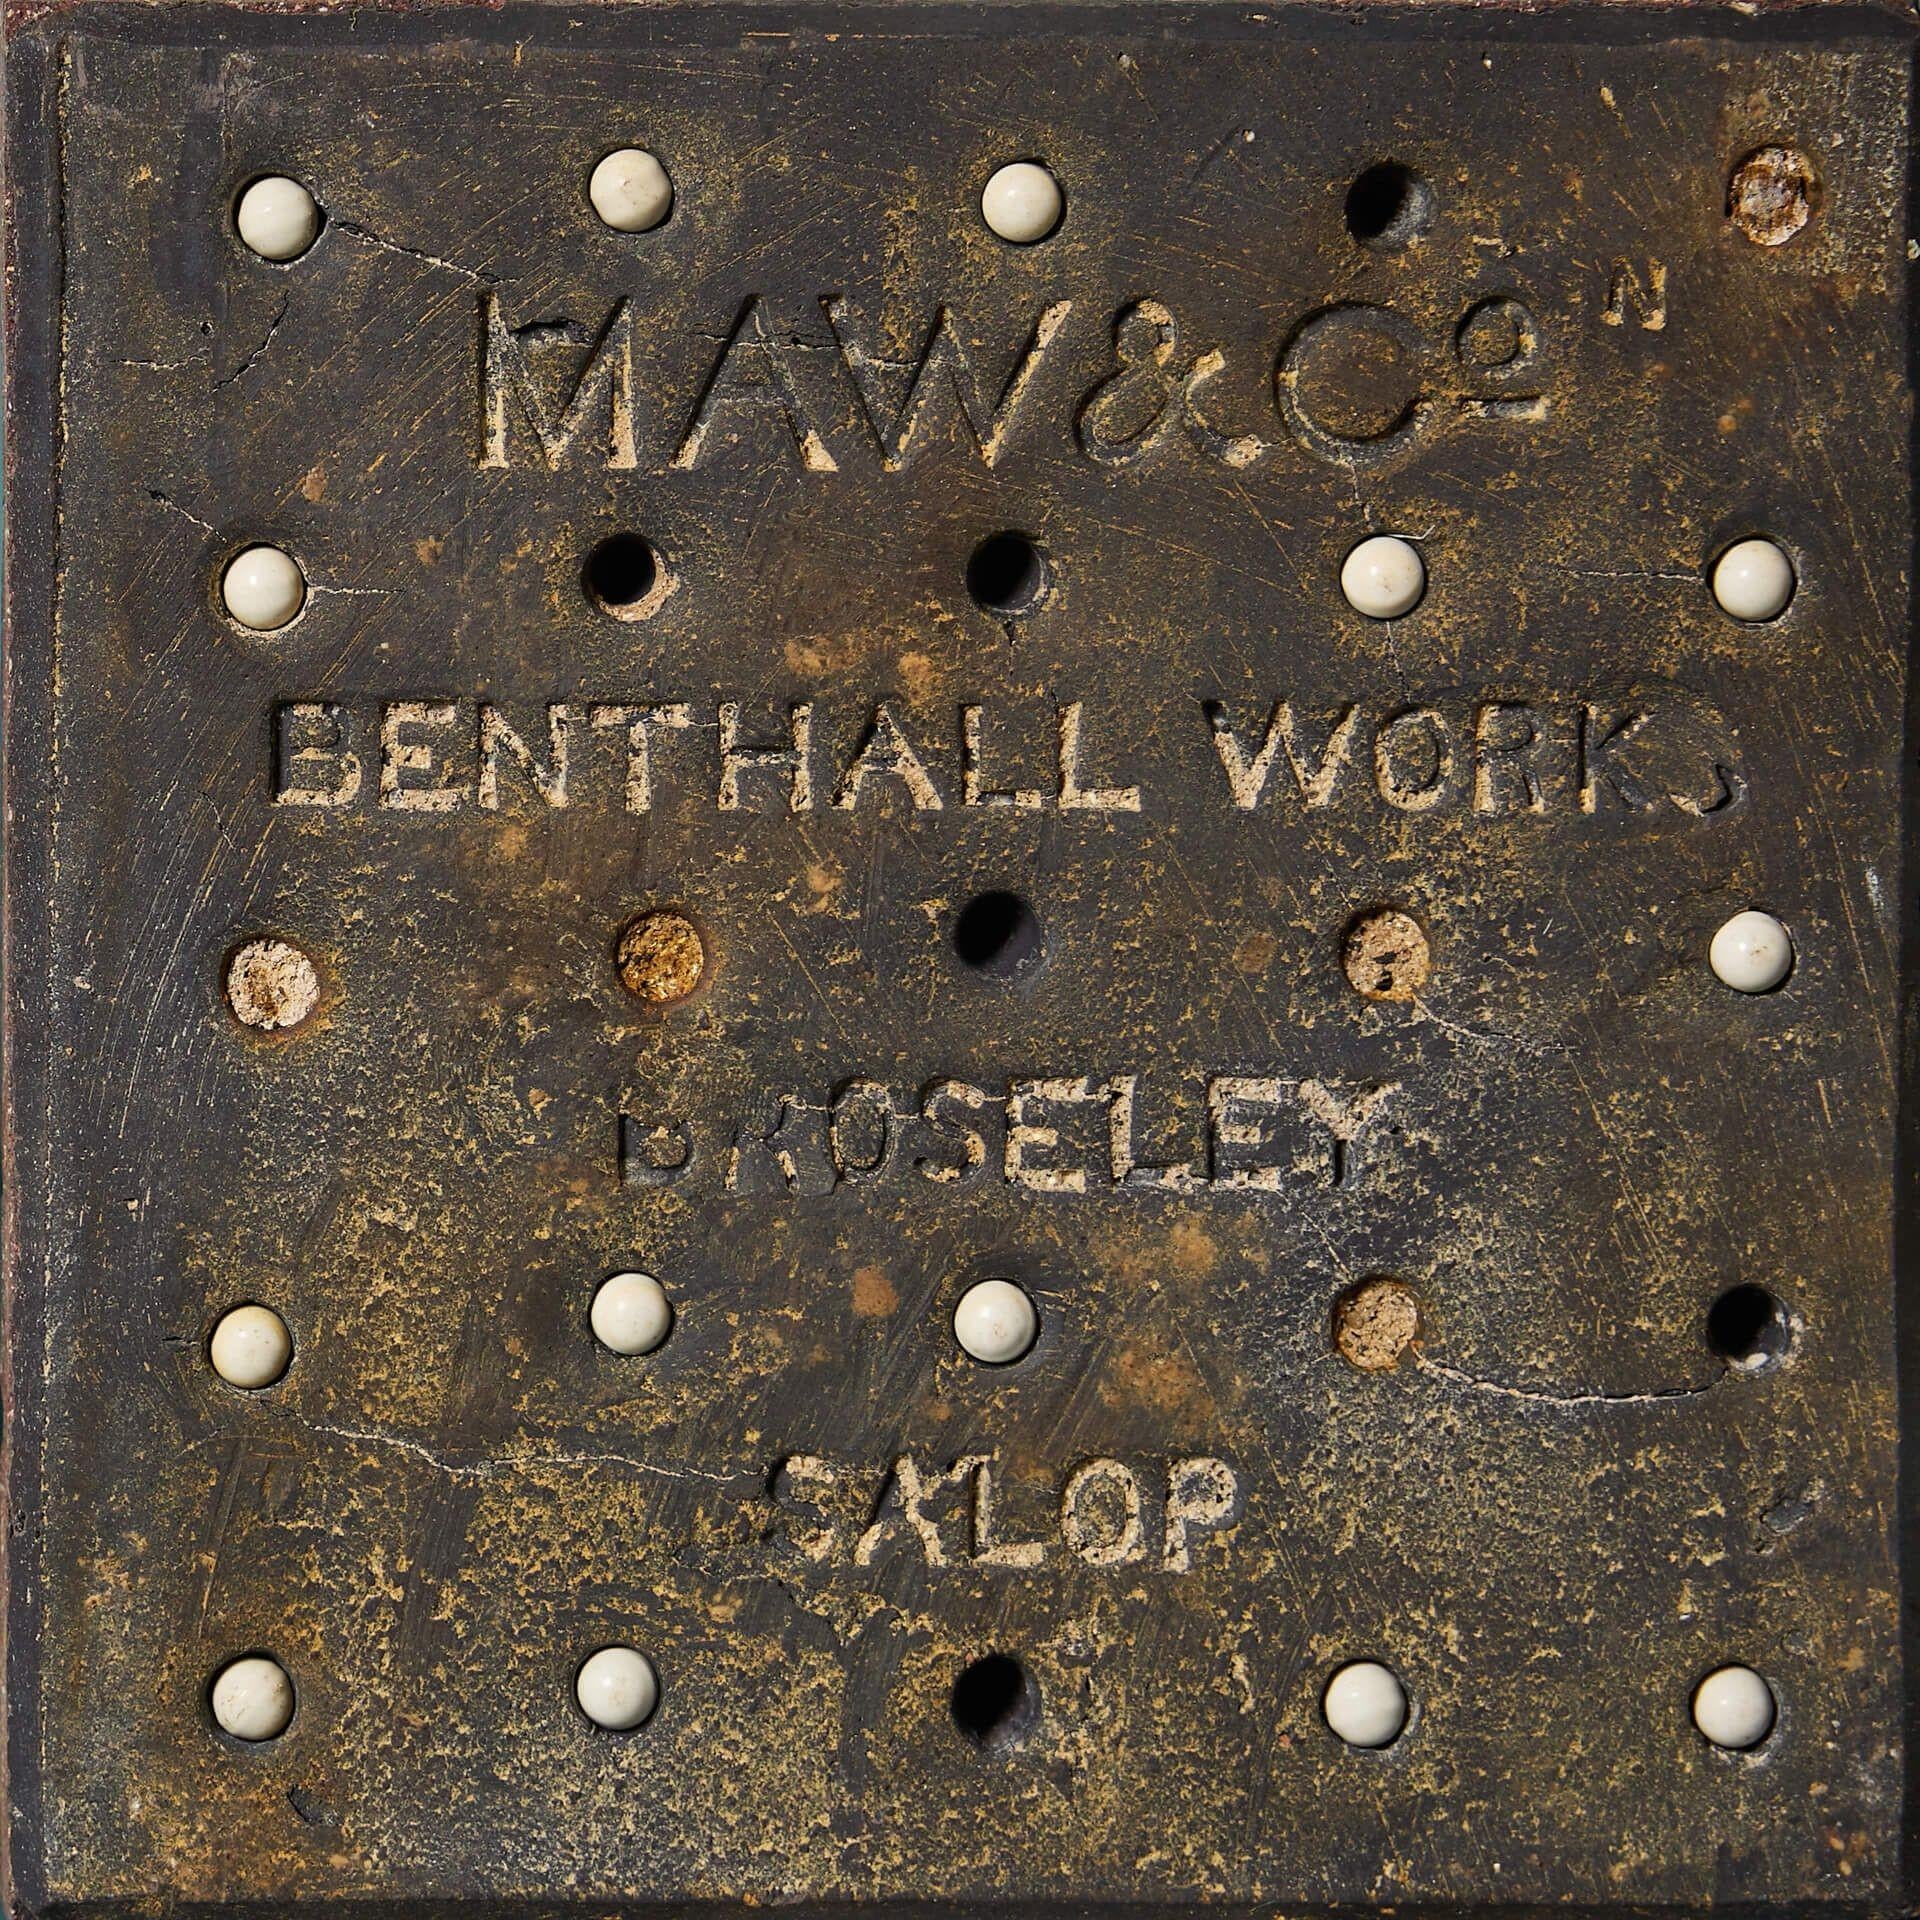 MAW & Cº N
BENTHALL WORKS
BROSELEY
SALOP